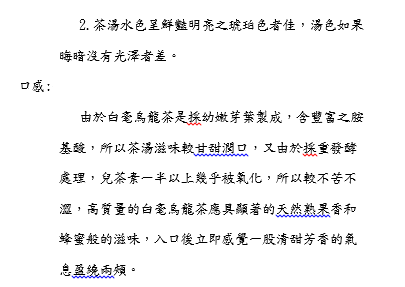 2.茶湯水色呈鮮豔明亮之琥珀色者佳，湯色如果
晦暗沒有光澤者差。
口感:
由於白毫烏龍茶是採幼嫩芽葉製成，含豐富之胺
基酸，所以茶湯滋味較甘甜潤口，又由於採重發酵
處理，兒茶素一半以上幾乎被氧化，所以較不苦不
澀，高質量的白毫烏龍茶應具顯著的天然熟果香和
蜂蜜般的滋味，入口後立即感覺一股清甜芳香的氣
息盈繞兩頰。